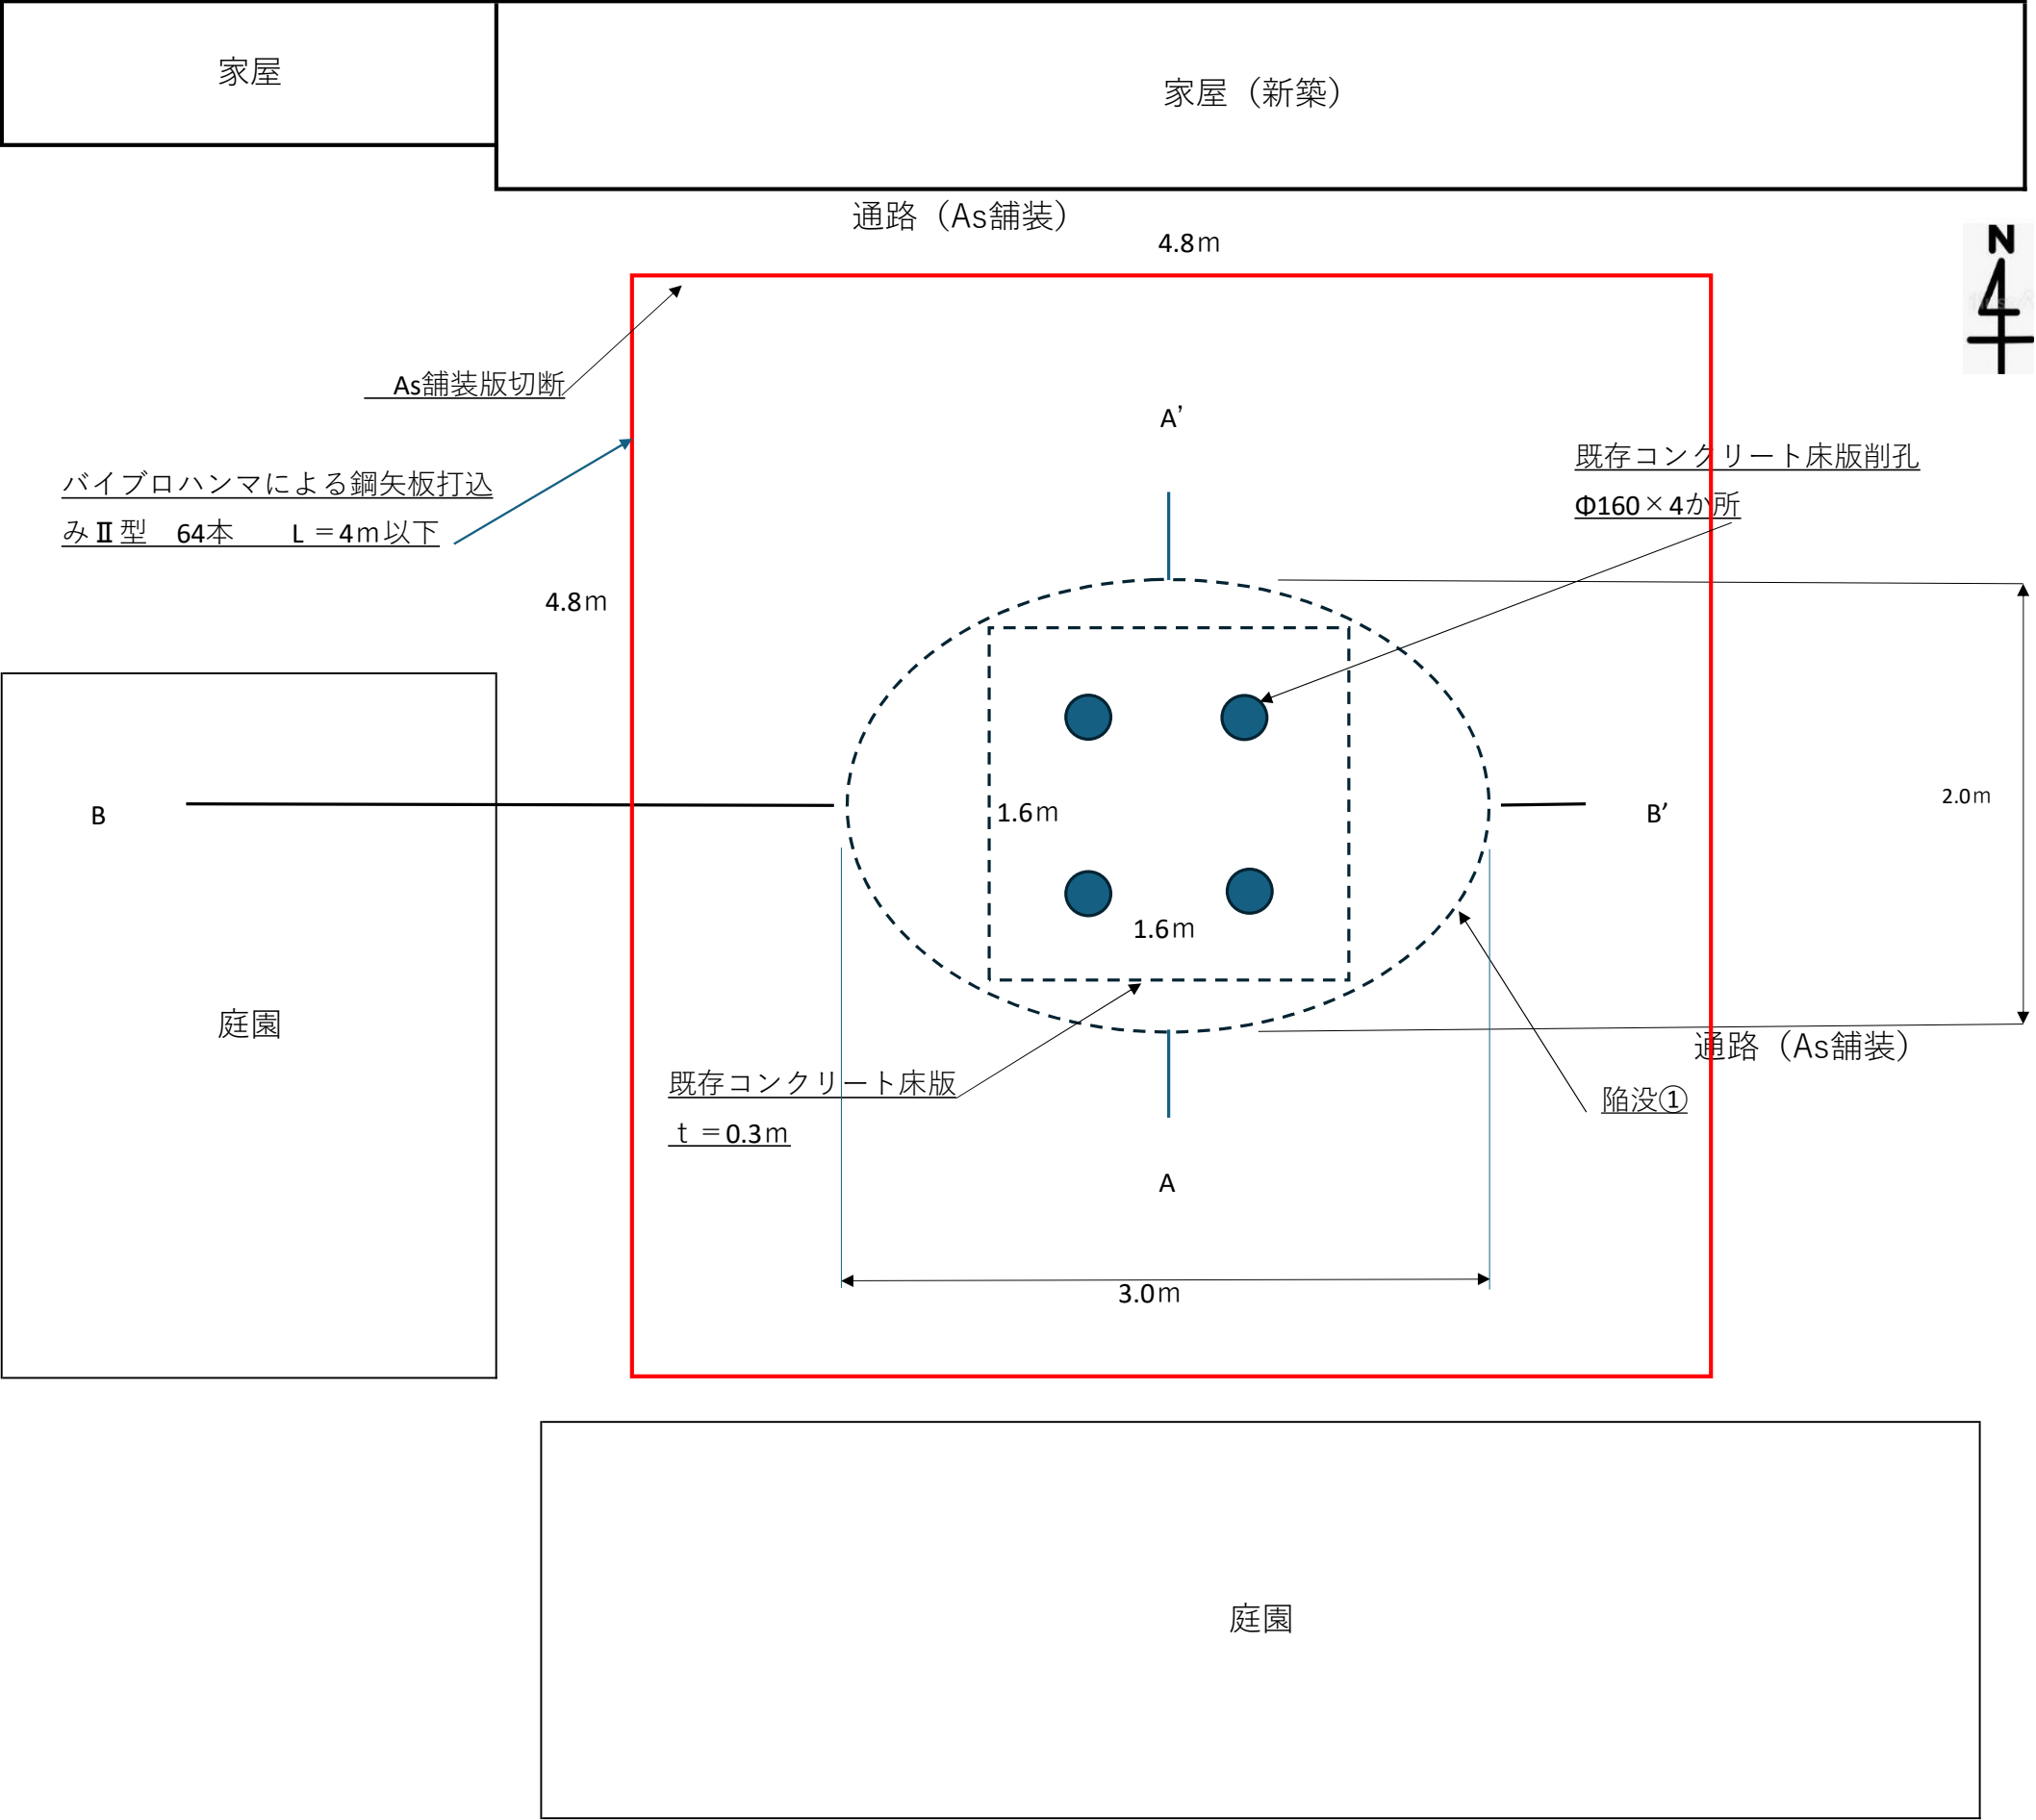 家屋
家屋（新築）
通路（As舗装）
4.8ｍ
N
As舗装版切断
A’
既存コンクリート床版削孔
Φ160×4か所
バイブロハンマによる鋼矢板打込
みⅡ型　64本　　L＝4ｍ以下
4.8ｍ
B
1.6ｍ
B’
2.0ｍ
1.6ｍ
庭園
通路（As舗装）
既存コンクリート床版
ｔ＝0.3ｍ
陥没①
A
3.0ｍ
庭園